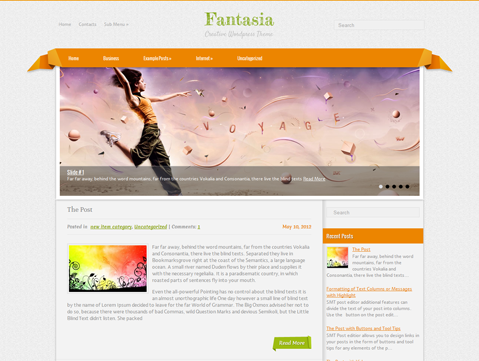 Fantasia
Creative Wordpress Theme
Home Contacts Sub Menu »
Search
Home Business Example Posts » Inferred » Uncategorized
VOYAGE
Slide #1
Far far away, behind the word mountains, far from the countries Vokalia and Consonantia, there live the blind texts. Read More
The Post
Posted in new from category, Uncategorized | Comments: 2
May 10, 2012
Far far away, behind the word mountains, far from the countries Vokalia
and Consonantia, there live the blind texts. Separated they live in
Bookmarksgrove right at the coast of the Semantics, a large language
ocean. A small river named Duden flows by their place and supplies it
with the necessary regelialia. It is a paradisematic country, in which
roasted parts of sentences fly into your mouth.
Even the all-powerful Pointing has no control about the blind texts it is
an almost unorthographic life One day however a small line of blind text
by the name of Lorem Ipsum decided to leave for the far World of Grammar. The Big Oxmox advised her not to
do so, because there were thousands of bad Commas, wild Question Marks and devious Semikoli, but the Little
Blind Text didn't listen. She packed
Read More
Search
Recent Posts
The Post
Far far away, behind the word
mountains, far from the countries
Vokalia and Consonantia, there live the blind texts.
Formatting of Text Columns or Messages
with Highlight
SMT post editor additional features can
divide the text of your post into columns.
Use the button on the post edit...
The Post with Buttons and Tool Tips
SMT Post editor allows you to design links in
your posts in the form of buttons and tool
tips for any elements of the p...